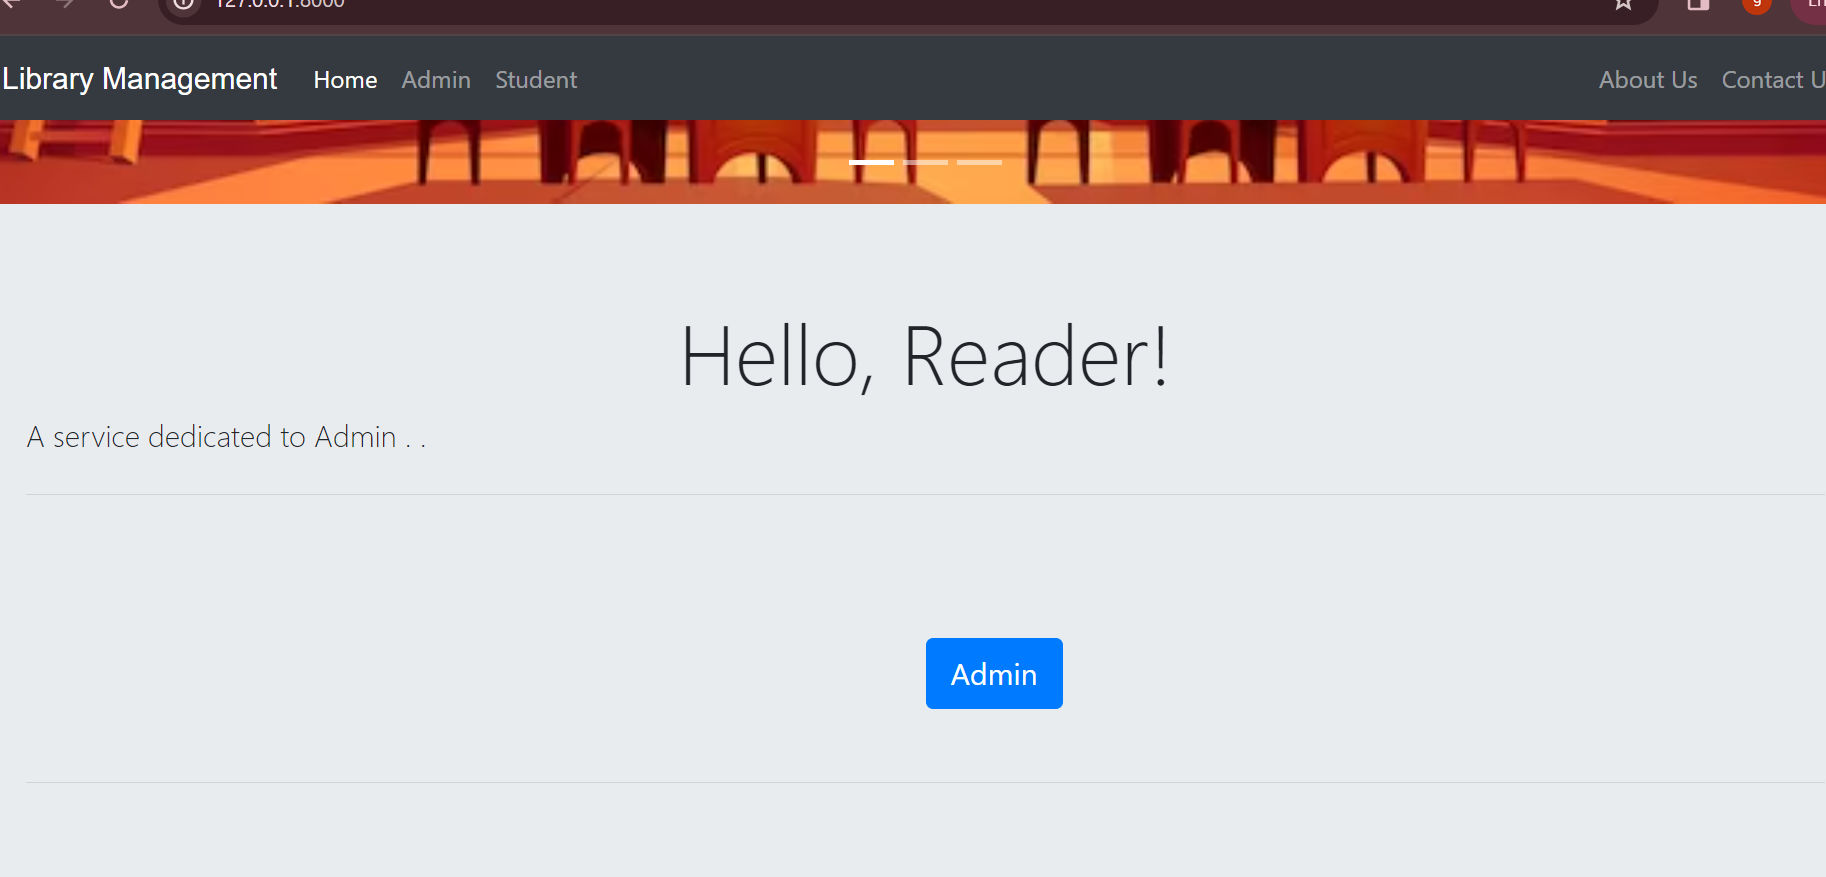 127.0.0.1:8000
Library Management Home Admin Student About Us Contact U
Hello, Reader!
A service dedicated to Admin . .
Admin